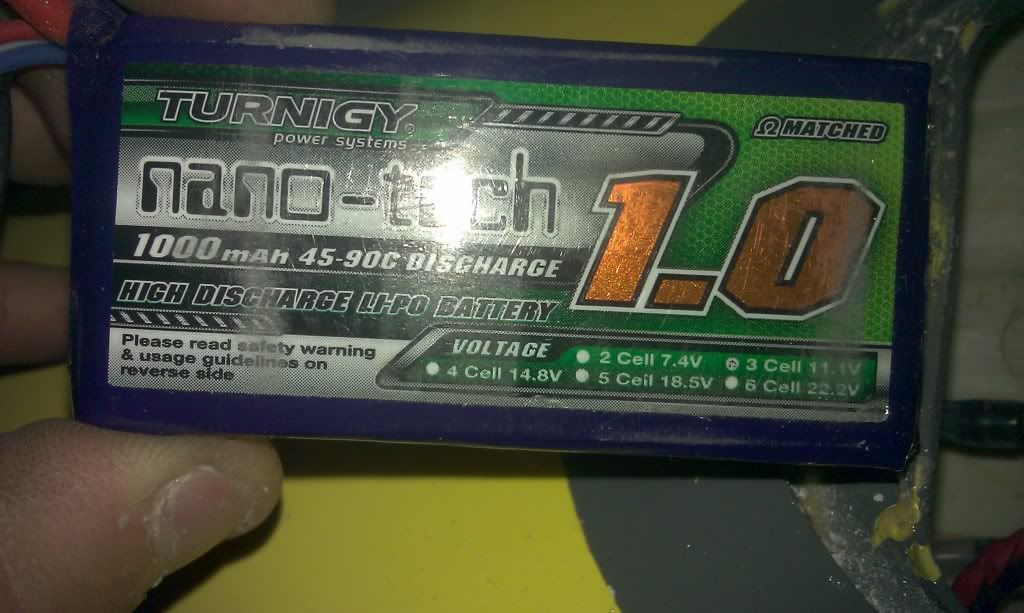 TURNIGY
power systems
Ω MATCHED
nano-tech
1.0
1000mAh 45-90C DISCHARGE
HIGH DISCHARGE LI-PO BATTERY
Please read safety warning
& usage guidelines on
reverse side
VOLTAGE
2 Cell 7.4V
3 Cell 11.1V
4 Cell 14.8V
5 Cell 18.5V
6 Cell 22.2V